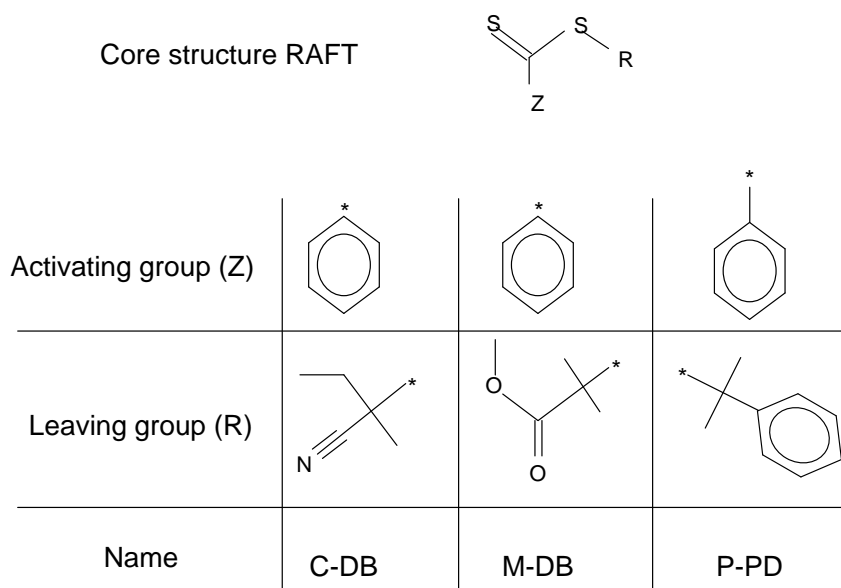 Core structure RAFT
S
S
R
Z
*
*
*
Activating group (Z)
*
*
*
Leaving group (R)
O
N
O
Name
C-DB
M-DB
P-PD